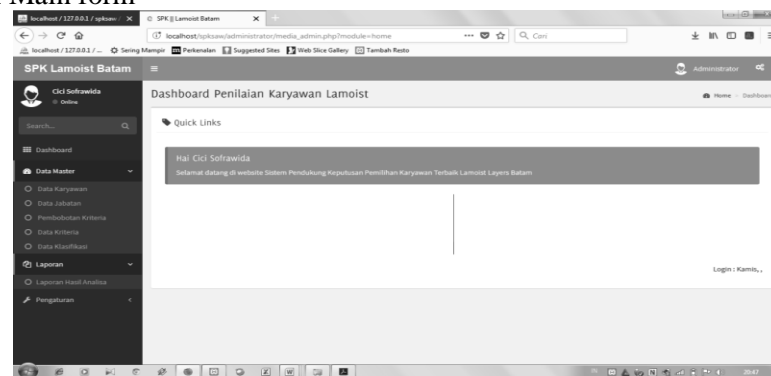 Main form
localhost / 127.0.0.1 / spksaw /
SPK || Lamoist Batam
localhost/spksaw/administrator/media_admin.php?module=home
Cari
localhost / 127.0.0.1 / ... Sering Mampir Perkenalan Suggested Sites Web Slice Gallery Tambah Resto
SPK Lamoist Batam
Administrator
Cici Sofrawida
Online
Dashboard Penilaian Karyawan Lamoist
Home
Dashboar
Search...
Quick Links
Dashboard
Data Master
Data Karyawan
Data Jabatan
Pembobotan Kriteria
Data Kriteria
Data Klasifikasi
Laporan
Laporan Hasil Analisa
Pengaturan
Hai Cici Sofrawida
Selamat datang di website Sistem Pendukung Keputusan Pemilihan Karyawan Terbaik Lamoist Layers Batam
Login : Kamis, ,
20:47